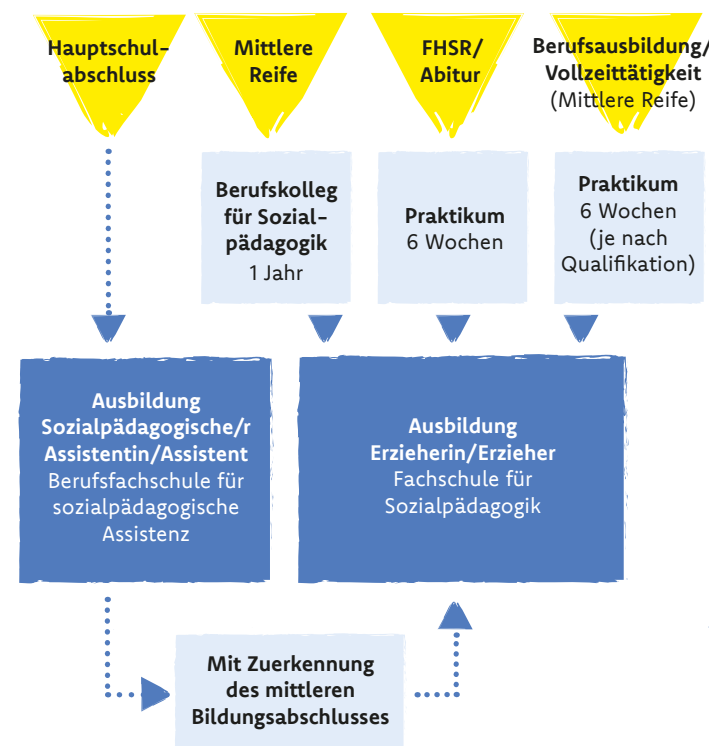 Hauptschul-
abschluss
Mittlere
Reife
FHSR/
Abitur
Berufsausbildung/
Vollzeittätigkeit
(Mittlere Reife)
Berufskolleg
für Sozial-
pädagogik
1 Jahr
Praktikum
6 Wochen
Praktikum
6 Wochen
(je nach
Qualifikation)
Ausbildung
Sozialpädagogische/r
Assistentin/Assistent
Berufsfachschule für
sozialpädagogische
Assistenz
Ausbildung
Erzieherin/Erzieher
Fachschule für
Sozialpädagogik
Mit Zuerkennung
des mittleren
Bildungsabschlusses